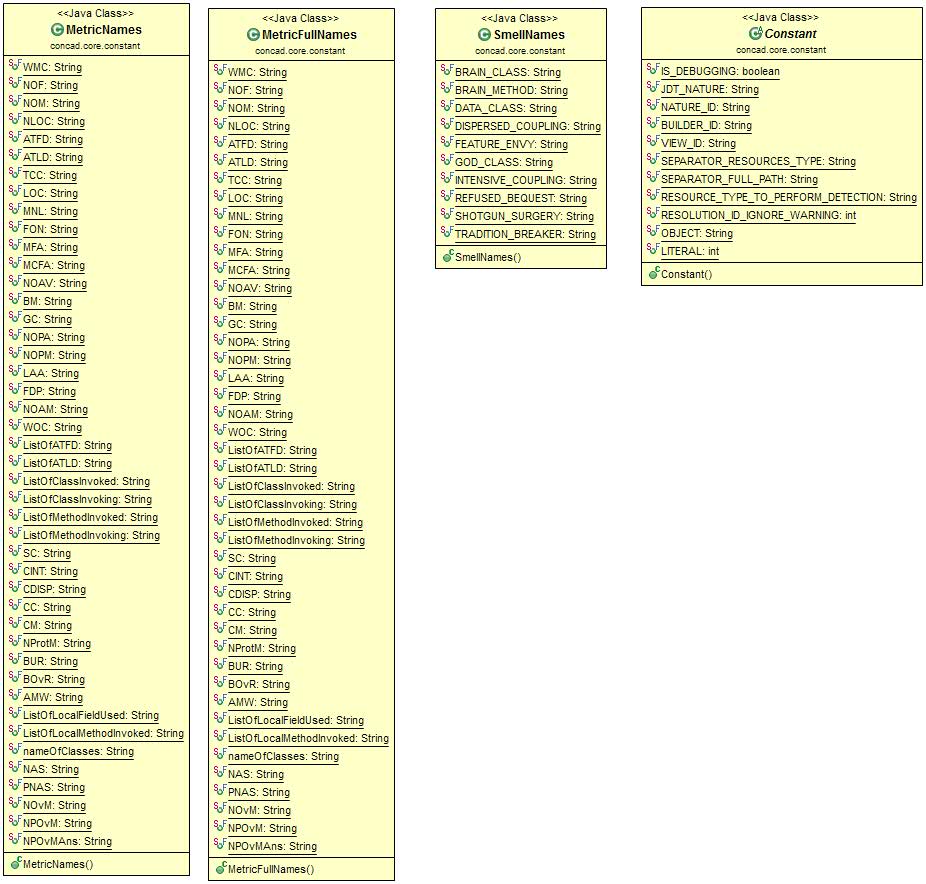 <<Java Class>>
MetricNames
concad.core.constant
WMC: String
NOF: String
NOM: String
NLOC: String
ATFD: String
ATLD: String
TCC: String
LOC: String
MNL: String
FON: String
MFA: String
MCFA: String
NOAV: String
BM: String
GC: String
NOPA: String
NOPM: String
LAA: String
FDP: String
NOAM: String
WOC: String
ListOfATFD: String
ListOfATLD: String
ListOfClassInvoked: String
ListOfClassInvoking: String
ListOfMethodInvoked: String
ListOfMethodInvoking: String
SC: String
CINT: String
CDISP: String
CC: String
CM: String
NProtM: String
BUR: String
BOvR: String
AMW: String
ListOfLocalFieldUsed: String
ListOfLocalMethodInvoked: String
nameOfClasses: String
NAS: String
PNAS: String
NOvM: String
NPOvM: String
NPOvMAns: String
MetricNames()
<<Java Class>>
MetricFullNames
concad.core.constant
WMC: String
NOF: String
NOM: String
NLOC: String
ATFD: String
ATLD: String
TCC: String
LOC: String
MNL: String
FON: String
MFA: String
MCFA: String
NOAV: String
BM: String
GC: String
NOPA: String
NOPM: String
LAA: String
FDP: String
NOAM: String
WOC: String
ListOfATFD: String
ListOfATLD: String
ListOfClassInvoked: String
ListOfClassInvoking: String
ListOfMethodInvoked: String
ListOfMethodInvoking: String
SC: String
CINT: String
CDISP: String
CC: String
CM: String
NProtM: String
BUR: String
BOvR: String
AMW: String
ListOfLocalFieldUsed: String
ListOfLocalMethodInvoked: String
nameOfClasses: String
NAS: String
PNAS: String
NOvM: String
NPOvM: String
NPOvMAns: String
MetricFullNames()
<<Java Class>>
SmellNames
concad.core.constant
BRAIN_CLASS: String
BRAIN_METHOD: String
DATA_CLASS: String
DISPERSED_COUPLING: String
FEATURE_ENVY: String
GOD_CLASS: String
INTENSIVE_COUPLING: String
REFUSED_BEQUEST: String
SHOTGUN_SURGERY: String
TRADITION_BREAKER: String
SmellNames()
<<Java Class>>
Constant
concad.core.constant
IS_DEBUGGING: boolean
JDT_NATURE: String
NATURE_ID: String
BUILDER_ID: String
VIEW_ID: String
SEPARATOR_RESOURCES_TYPE: String
SEPARATOR_FULL_PATH: String
RESOURCE_TYPE_TO_PERFORM_DETECTION: String
RESOLUTION_ID_IGNORE_WARNING: int
OBJECT: String
LITERAL: int
Constant()